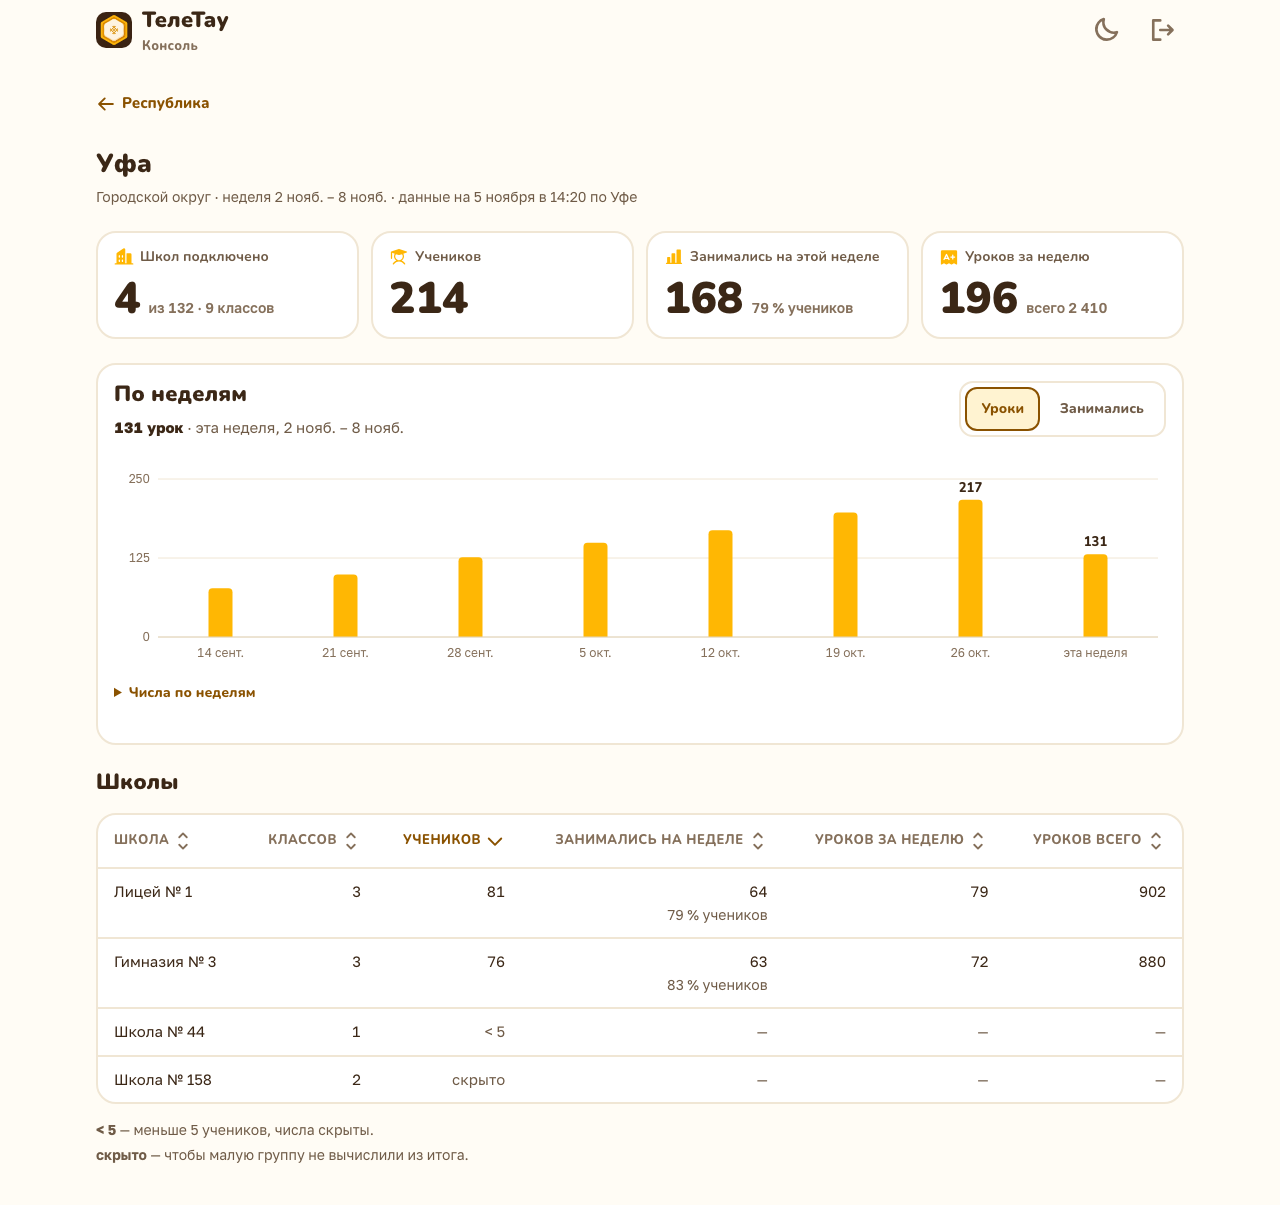 ТелеТау
Консоль
Республика
Уфа
Городской округ · неделя 2 нояб. – 8 нояб. · данные на 5 ноября в 14:20 по Уфе
Школ подключено
4 из 132 · 9 классов
Учеников
214
Занимались на этой неделе
168 79 % учеников
Уроков за неделю
196 всего 2 410
По неделям
131 урок · эта неделя, 2 нояб. – 8 нояб.
Уроки Занимались
250
125
0
217
131
14 сент. 21 сент. 28 сент. 5 окт. 12 окт. 19 окт. 26 окт. эта неделя
Числа по неделям
Школы
ШКОЛА КЛАССОВ УЧЕНИКОВ ЗАНИМАЛИСЬ НА НЕДЕЛЕ УРОКОВ ЗА НЕДЕЛЮ УРОКОВ ВСЕГО
Лицей № 1 3 81 64 79 902
79 % учеников
Гимназия № 3 3 76 63 72 880
83 % учеников
Школа № 44 1 < 5 — — —
Школа № 158 2 скрыто — — —
< 5 — меньше 5 учеников, числа скрыты.
скрыто — чтобы малую группу не вычислили из итога.